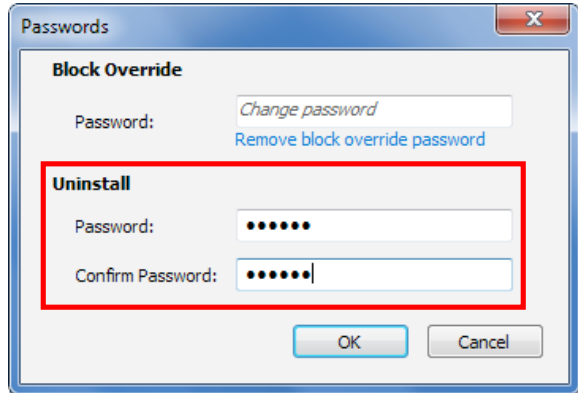 Passwords
Block Override
Password: Change password
Remove block override password
Uninstall
Password: ••••••
Confirm Password: ••••••
OK Cancel